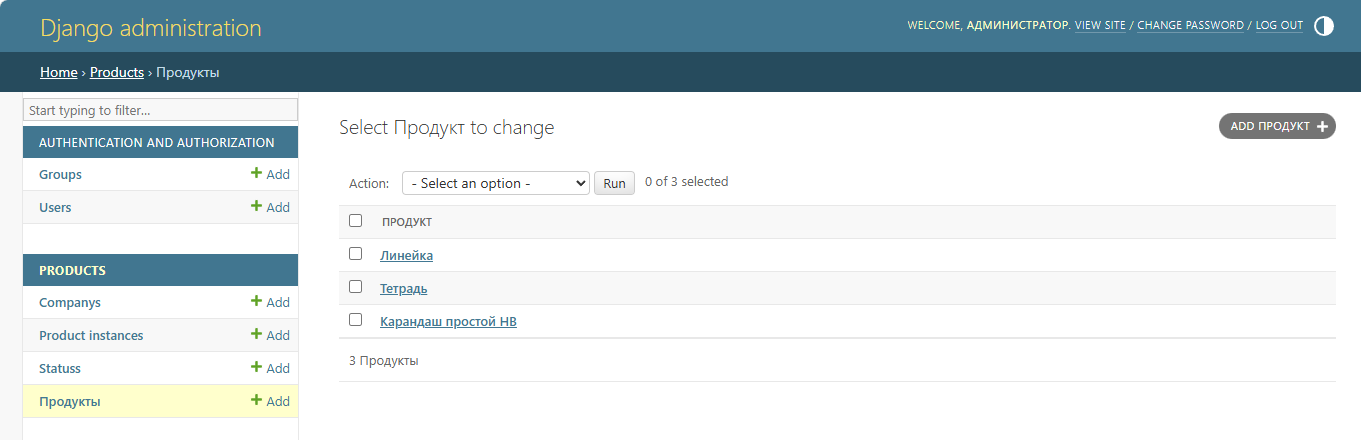 Django administration
WELCOME, АДМИНИСТРАТОР. VIEW SITE / CHANGE PASSWORD / LOG OUT
Home › Products › Продукты
Start typing to filter...
AUTHENTICATION AND AUTHORIZATION
Groups + Add
Users + Add
PRODUCTS
Companys + Add
Product instances + Add
Statuss + Add
Продукты + Add
Select Продукт to change
ADD ПРОДУКТ +
Action: - Select an option - Run 0 of 3 selected
ПРОДУКТ
Линейка
Тетрадь
Карандаш простой HB
3 Продукты